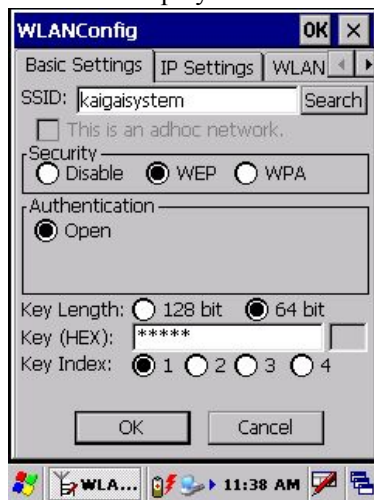 WLANConfig OK ×
Basic Settings IP Settings WLAN
SSID: kaigaisystem Search
This is an adhoc network.
Security
Disable WEP WPA
Authentication
Open
Key Length: 128 bit 64 bit
Key (HEX): *****
Key Index: 1 2 3 4
OK Cancel
WLA... 11:38 AM